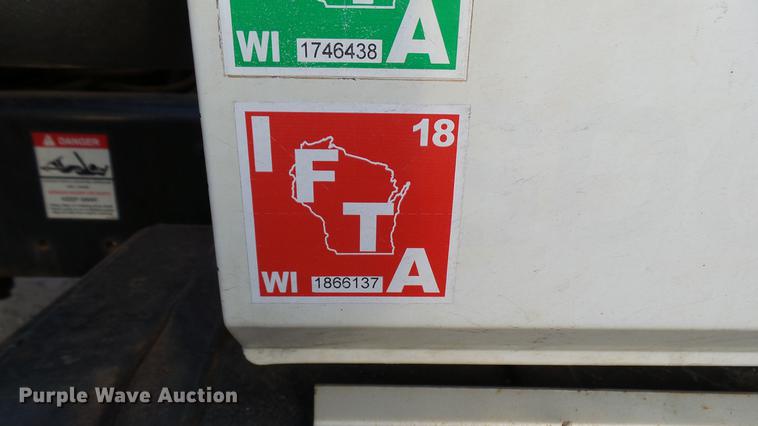 T A
WI 1746438
DANGER
I 18
F
T
WI 1866137 A
Purple Wave Auction